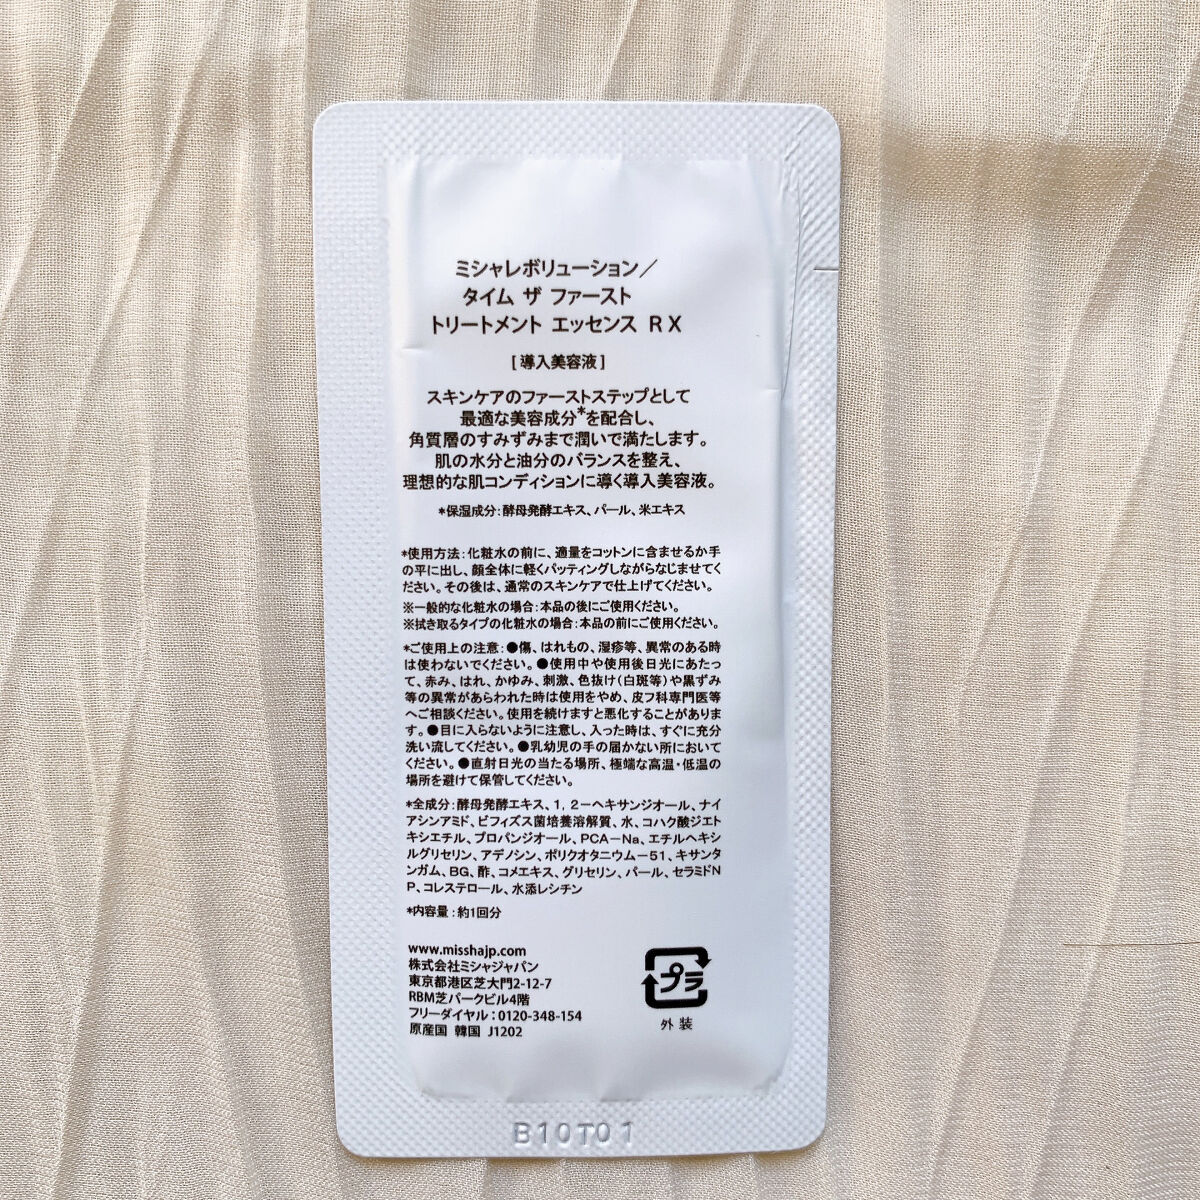 ミシャレボリューション／
タイム ザ ファースト
トリートメント エッセンス RX
[導入美容液]
スキンケアのファーストステップとして
最適な美容成分*を配合し、
角質層のすみずみまで潤いで満たします。
肌の水分と油分のバランスを整え、
理想的な肌コンディションに導く導入美容液。
*保湿成分:酵母発酵エキス、パール、米エキス
*使用方法:化粧水の前に、適量をコットンに含ませるか手
の平に出し、顔全体に軽くパッティングしながらなじませてく
ださい。その後は、通常のスキンケアで仕上げてください。
※一般的な化粧水の場合:本品の後にご使用ください。
※拭き取るタイプの化粧水の場合:本品の前にご使用ください。
*ご使用上の注意:●傷、はれもの、湿疹等、異常のある時
は使わないでください。●使用中や使用後日光にあたっ
て、赤み、はれ、かゆみ、刺激、色抜け(白斑等)や黒ずみ
等の異常があらわれた時は使用をやめ、皮フ科専門医等
へご相談ください。使用を続けますと悪化することがありま
す。●目に入らないように注意し、入った時は、すぐに充分
洗い流してください。●乳幼児の手の届かない所において
ください。●直射日光の当たる場所、極端な高温・低温の
場所を避けて保管してください。
*全成分:酵母発酵エキス、1,2－ヘキサンジオール、ナイ
アシンアミド、ビフィズス菌培養溶解質、水、コハク酸ジエト
キシエチル、プロパンジオール、PCA－Na、エチルヘキシ
ルグリセリン、アデノシン、ポリクオタニウム－51、キサンタ
ンガム、BG、酢、コメエキス、グリセリン、パール、セラミドN
P、コレステロール、水添レシチン
*内容量:約1回分
www.misshajp.com
株式会社ミシャジャパン
東京都港区芝大門2-12-7
RBM芝パークビル4階
フリーダイヤル:0120-348-154
原産国 韓国 J1202
プラ
外装
B10T01